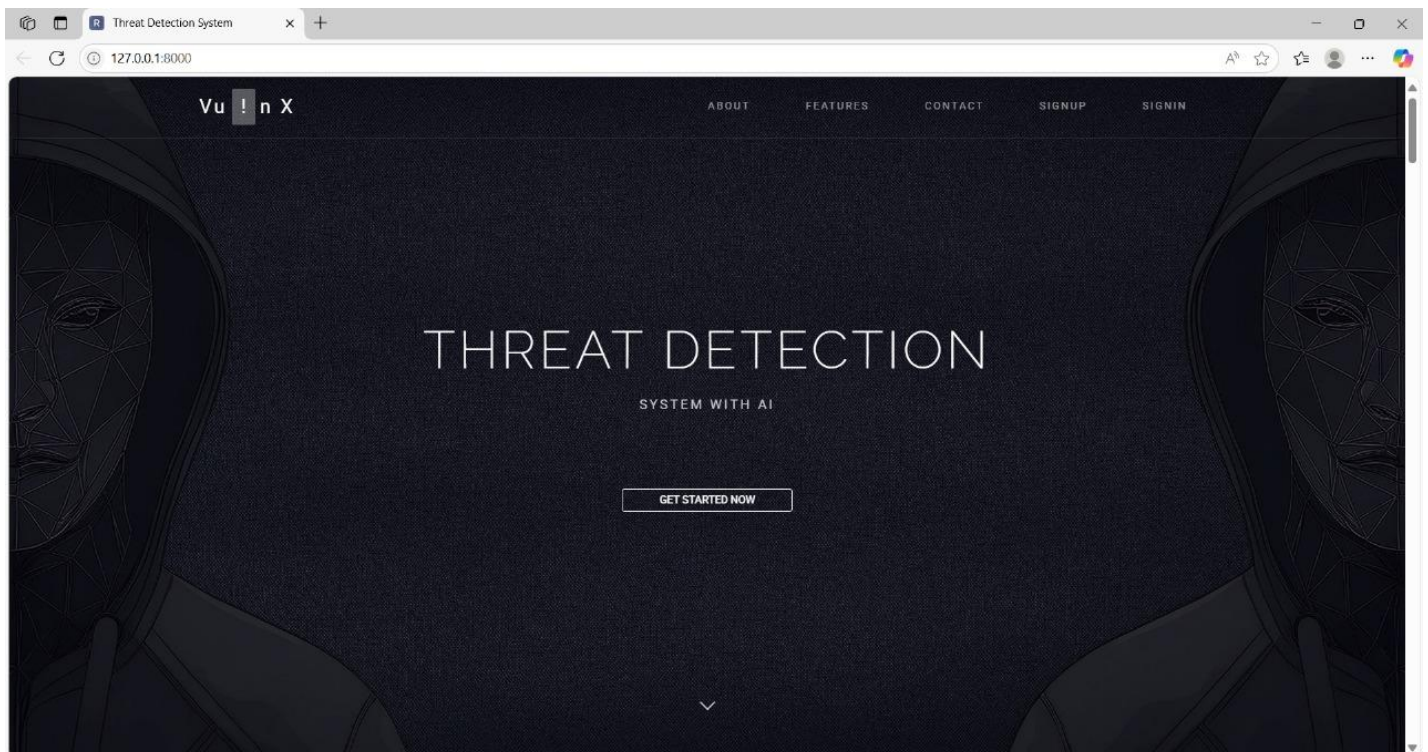 R Threat Detection System
127.0.0.1:8000
Vu ! n X
ABOUT FEATURES CONTACT SIGNUP SIGNIN
THREAT DETECTION
SYSTEM WITH AI
GET STARTED NOW